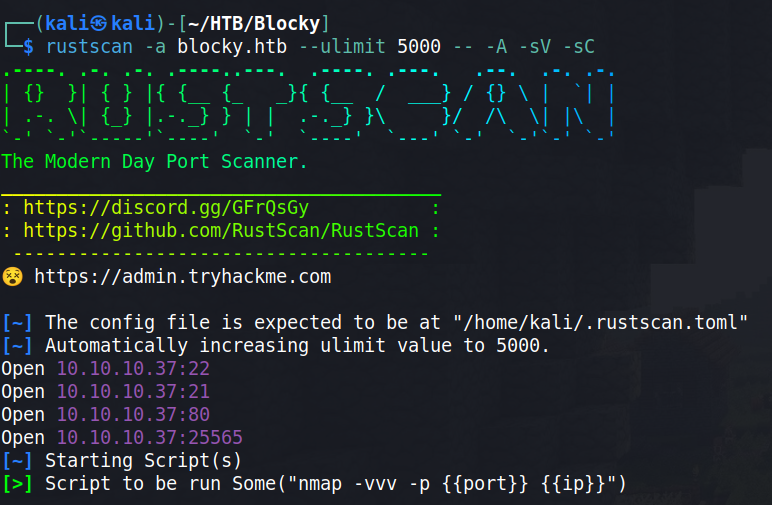 ┌──(kali㉿kali)-[~/HTB/Blocky]
└─$ rustscan -a blocky.htb --ulimit 5000 -- -A -sV -sC
.----. .-. .-. .----..---.  .----. .---.   .--.  .-. .-.
| {}  }| { } |{ {__ {_   _}{ {__  /  ___} / {} \ |  `| |
| .-. \| {_} |.-._} } | |  .-._} }\     }/  /\  \| |\  |
`-' `-'`-----'`----'  `-'  `----'  `---' `-'  `-'`-' `-'
The Modern Day Port Scanner.
________________________________________
: https://discord.gg/GFrQsGy           :
: https://github.com/RustScan/RustScan :
 --------------------------------------
😵 https://admin.tryhackme.com
[~] The config file is expected to be at "/home/kali/.rustscan.toml"
[~] Automatically increasing ulimit value to 5000.
Open 10.10.10.37:22
Open 10.10.10.37:21
Open 10.10.10.37:80
Open 10.10.10.37:25565
[~] Starting Script(s)
[>] Script to be run Some("nmap -vvv -p {{port}} {{ip}}")